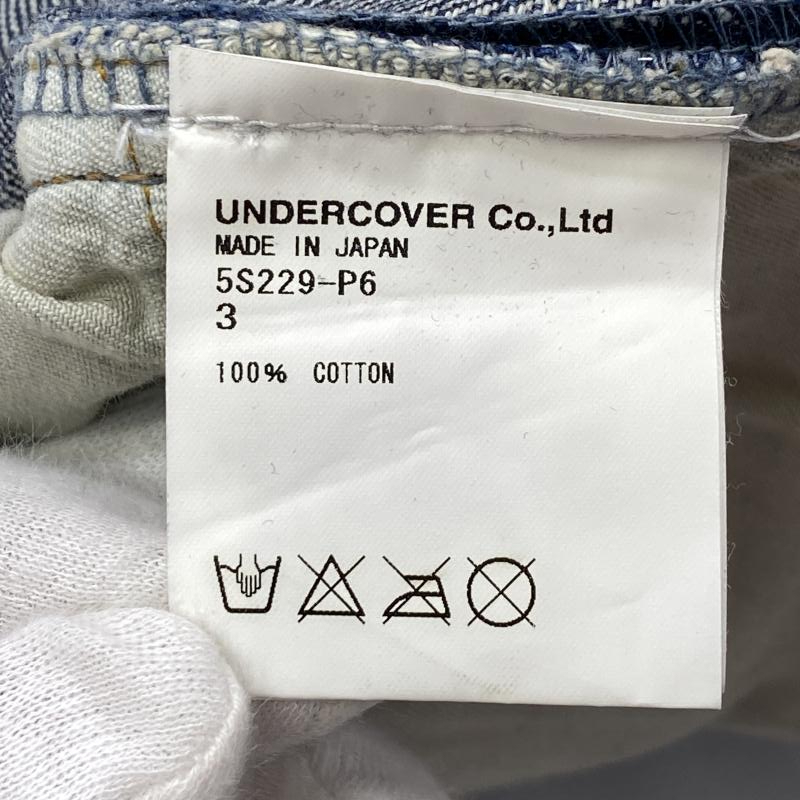 UNDERCOVER Co.,Ltd
MADE IN JAPAN
5S229-P6
3
100% COTTON